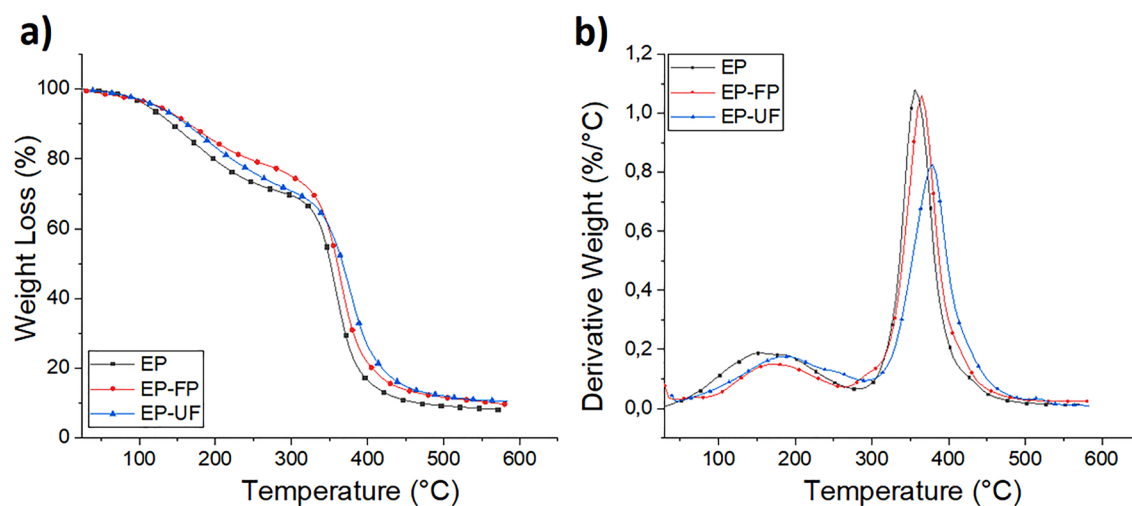 a)
Weight Loss (%)
100
80
60
40
20
0
EP
EP-FP
EP-UF
100 200 300 400 500 600
Temperature (°C)
b)
Derivative Weight (%/°C)
1,2
1,0
0,8
0,6
0,4
0,2
0,0
EP
EP-FP
EP-UF
100 200 300 400 500 600
Temperature (°C)